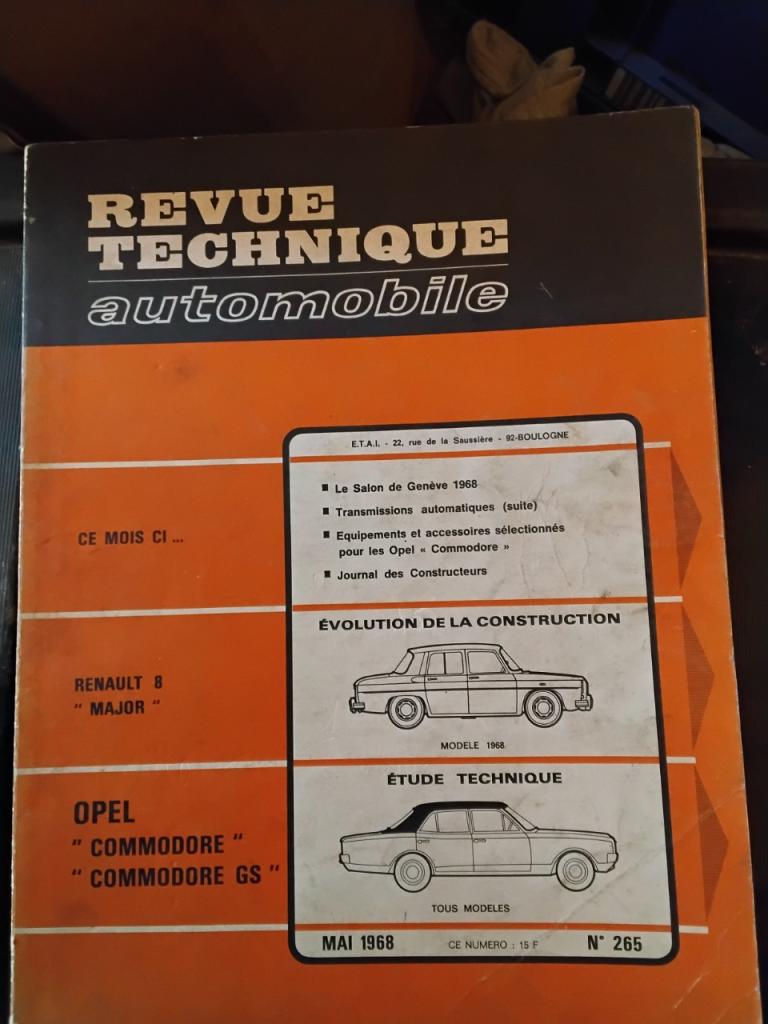 REVUE
TECHNIQUE
automobile
E.T.A.I. - 22, rue de la Saussière - 92-BOULOGNE
CE MOIS CI ...
■ Le Salon de Genève 1968
■ Transmissions automatiques (suite)
■ Equipements et accessoires sélectionnés
pour les Opel « Commodore »
■ Journal des Constructeurs
RENAULT 8
" MAJOR "
ÉVOLUTION DE LA CONSTRUCTION
MODELE 1968
OPEL
" COMMODORE "
" COMMODORE GS "
ÉTUDE TECHNIQUE
TOUS MODELES
MAI 1968 CE NUMERO : 15 F N° 265